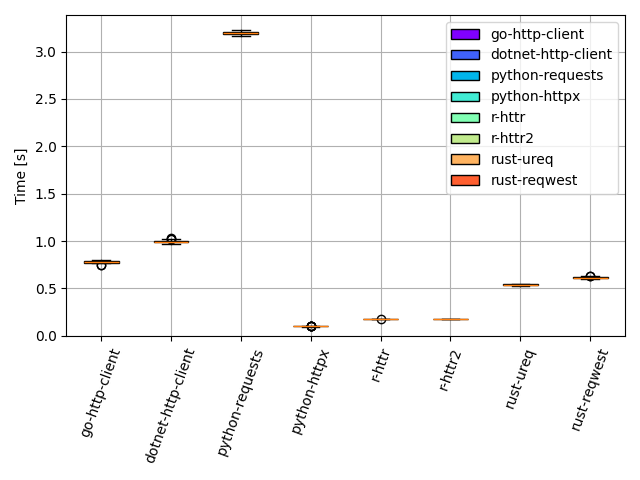 Time [s]
3.0
2.5
2.0
1.5
1.0
0.5
0.0
go-http-client
dotnet-http-client
python-requests
python-httpx
r-httr
r-httr2
rust-ureq
rust-reqwest
go-http-client
dotnet-http-client
python-requests
python-httpx
r-httr
r-httr2
rust-ureq
rust-reqwest